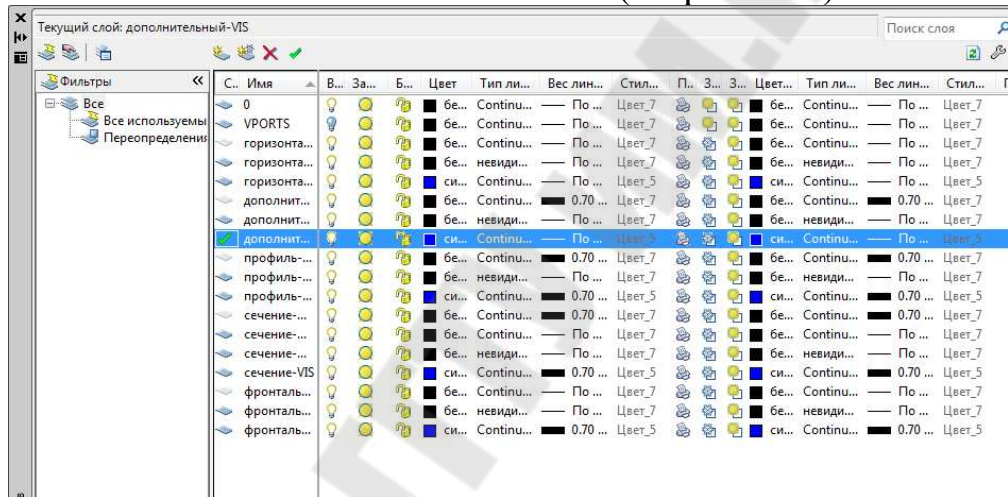 Текущий слой: дополнительный-VIS
Поиск слоя
Фильтры «
Все
Все используемы
Переопределения
С.. Имя В... За... Б... Цвет Тип ли... Вес лин... Стил... П.. З... З... Цвет... Тип ли... Вес лин... Стил...
0 бе... Continu... По ... Цвет_7 бе... Continu... По ... Цвет_7
VPORTS бе... Continu... По ... Цвет_7 бе... Continu... По ... Цвет_7
горизонта... бе... Continu... По ... Цвет_7 бе... Continu... По ... Цвет_7
горизонта... бе... невиди... По ... Цвет_7 бе... невиди... По ... Цвет_7
горизонта... си... Continu... По ... Цвет_5 си... Continu... По ... Цвет_5
дополнит... бе... Continu... 0.70 ... Цвет_7 бе... Continu... 0.70 ... Цвет_7
дополнит... бе... невиди... По ... Цвет_7 бе... невиди... По ... Цвет_7
дополнит... си... Continu... По ... Цвет_5 си... Continu... По ... Цвет_5
профиль-... бе... Continu... 0.70 ... Цвет_7 бе... Continu... 0.70 ... Цвет_7
профиль-... бе... невиди... По ... Цвет_7 бе... невиди... По ... Цвет_7
профиль-... си... Continu... 0.70 ... Цвет_5 си... Continu... 0.70 ... Цвет_5
сечение-... бе... Continu... 0.70 ... Цвет_7 бе... Continu... 0.70 ... Цвет_7
сечение-... бе... Continu... По ... Цвет_7 бе... Continu... По ... Цвет_7
сечение-... бе... невиди... По ... Цвет_7 бе... невиди... По ... Цвет_7
сечение-VIS си... Continu... 0.70 ... Цвет_5 си... Continu... 0.70 ... Цвет_5
фронталь... бе... Continu... По ... Цвет_7 бе... Continu... По ... Цвет_7
фронталь... бе... невиди... По ... Цвет_7 бе... невиди... По ... Цвет_7
фронталь... си... Continu... 0.70 ... Цвет_5 си... Continu... 0.70 ... Цвет_5